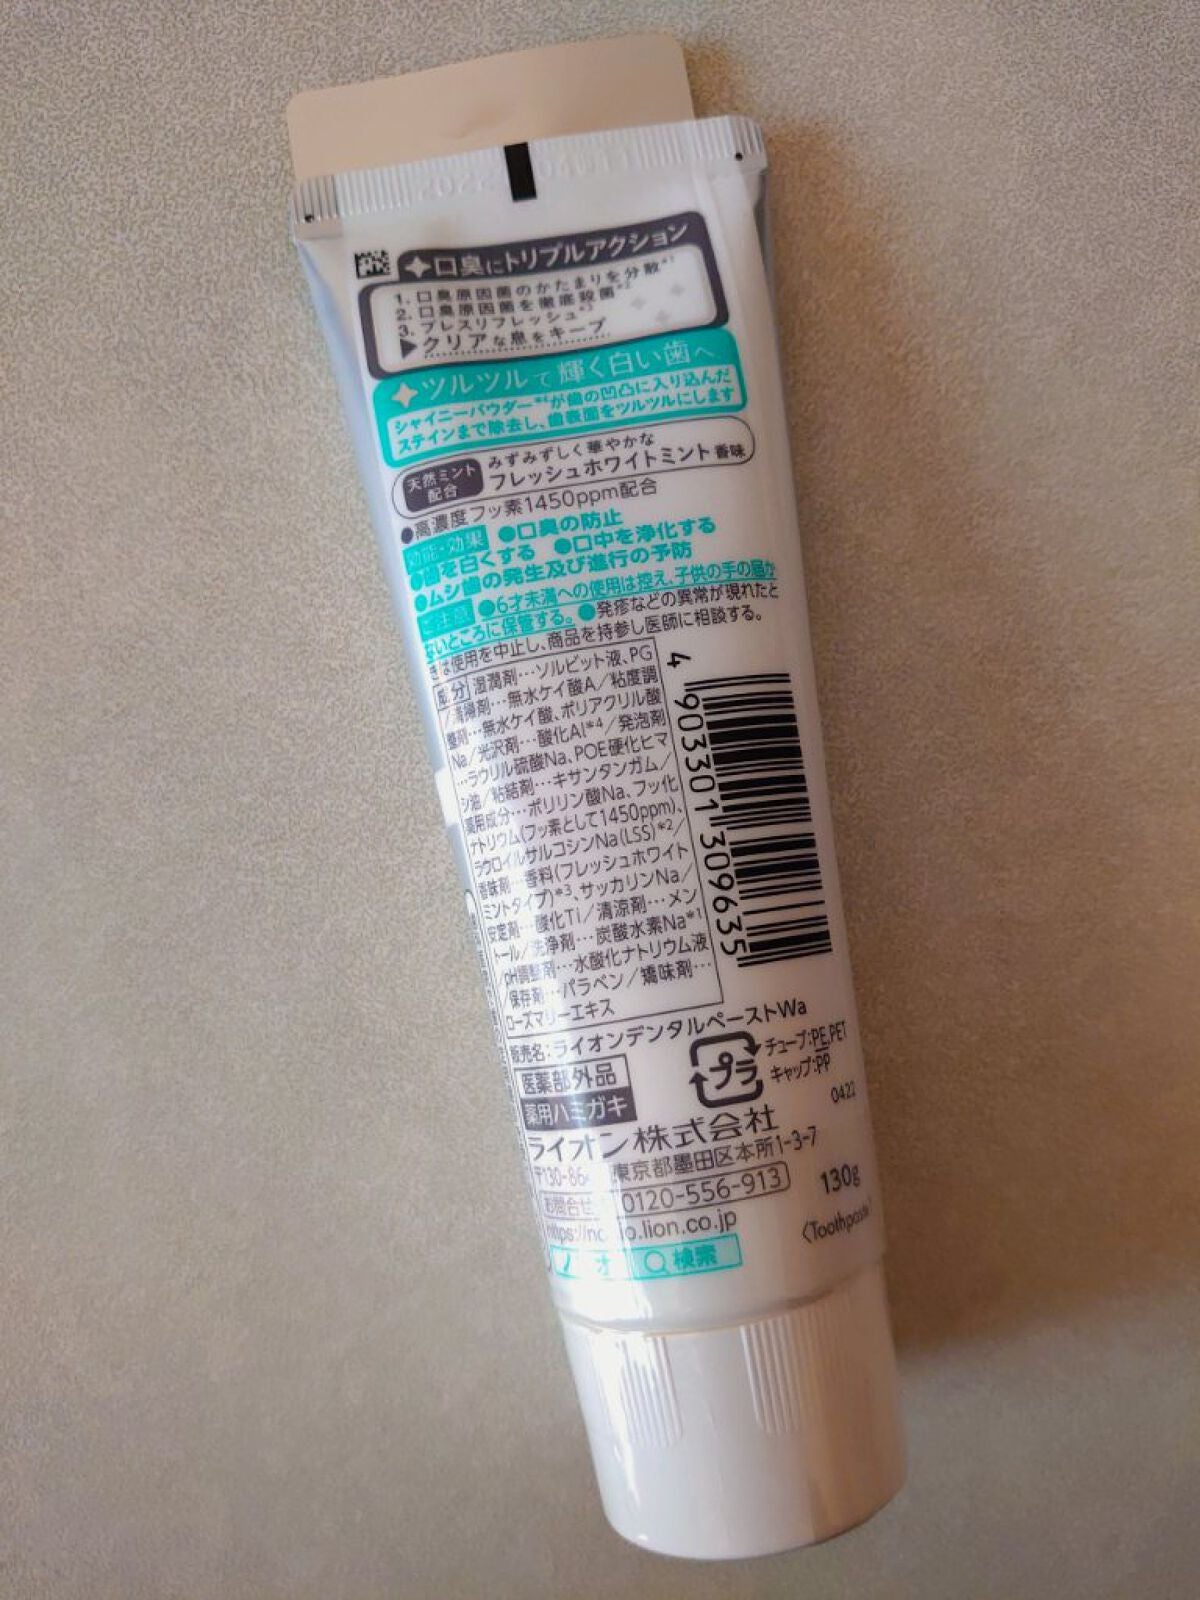 口臭にトリプルアクション
1. 口臭原因菌のかたまりを分散*1
2. 口臭原因菌を徹底殺菌*2
3. ブレスリフレッシュ*3
▶クリアな息をキープ
ツルツルで輝く白い歯へ
シャイニーパウダー*4が歯の凹凸に入り込んだ
ステインまで除去し、歯表面をツルツルにします
天然ミント配合 みずみずしく華やかな
フレッシュホワイトミント香味
●高濃度フッ素1450ppm配合
効能・効果 ●口臭の防止
●歯を白くする ●口中を浄化する
●ムシ歯の発生及び進行の予防
ご注意 ●6才未満への使用は控え、子供の手の届か
ないところに保管する。●発疹などの異常が現れたと
きは使用を中止し、商品を持参し医師に相談する。
成分 湿潤剤…ソルビット液、PG
/清掃剤…無水ケイ酸A/粘度調
整剤…無水ケイ酸、ポリアクリル酸
Na/光沢剤…酸化Al*4/発泡剤
…ラウリル硫酸Na、POE硬化ヒマ
シ油/粘結剤…キサンタンガム/
薬用成分…ポリリン酸Na、フッ化
ナトリウム(フッ素として1450ppm)、
ラウロイルサルコシンNa(LSS)*2/
香味剤…香料(フレッシュホワイト
ミントタイプ)*3、サッカリンNa/
安定剤…酸化Ti/清涼剤…メン
トール/洗浄剤…炭酸水素Na*1
pH調整剤…水酸化ナトリウム液
保存剤…パラベン/矯味剤…
ローズマリーエキス
4 903301 309635
販売名:ライオンデンタルペーストWa
医薬部外品
薬用ハミガキ
プラ
チューブ:PE,PET
キャップ:PP
0422
ライオン株式会社
〒130-86 東京都墨田区本所1-3-7
お問合せ 0120-556-913
130g
o.lion.co.jp
検索